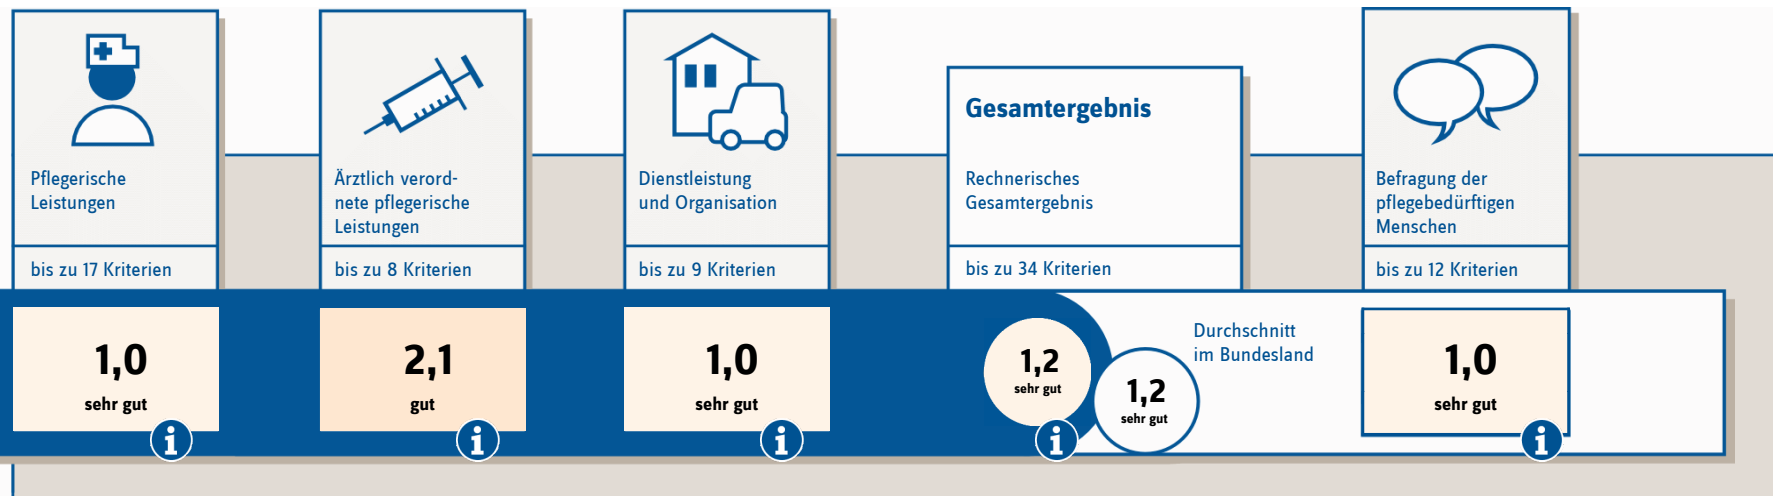 Pflegerische
Leistungen
bis zu 17 Kriterien
1,0
sehr gut
i
Ärztlich verord-
nete pflegerische
Leistungen
bis zu 8 Kriterien
2,1
gut
i
Dienstleistung
und Organisation
bis zu 9 Kriterien
1,0
sehr gut
i
Gesamtergebnis
Rechnerisches
Gesamtergebnis
bis zu 34 Kriterien
1,2
sehr gut
i
Durchschnitt
im Bundesland
1,2
sehr gut
Befragung der
pflegebedürftigen
Menschen
bis zu 12 Kriterien
1,0
sehr gut
i